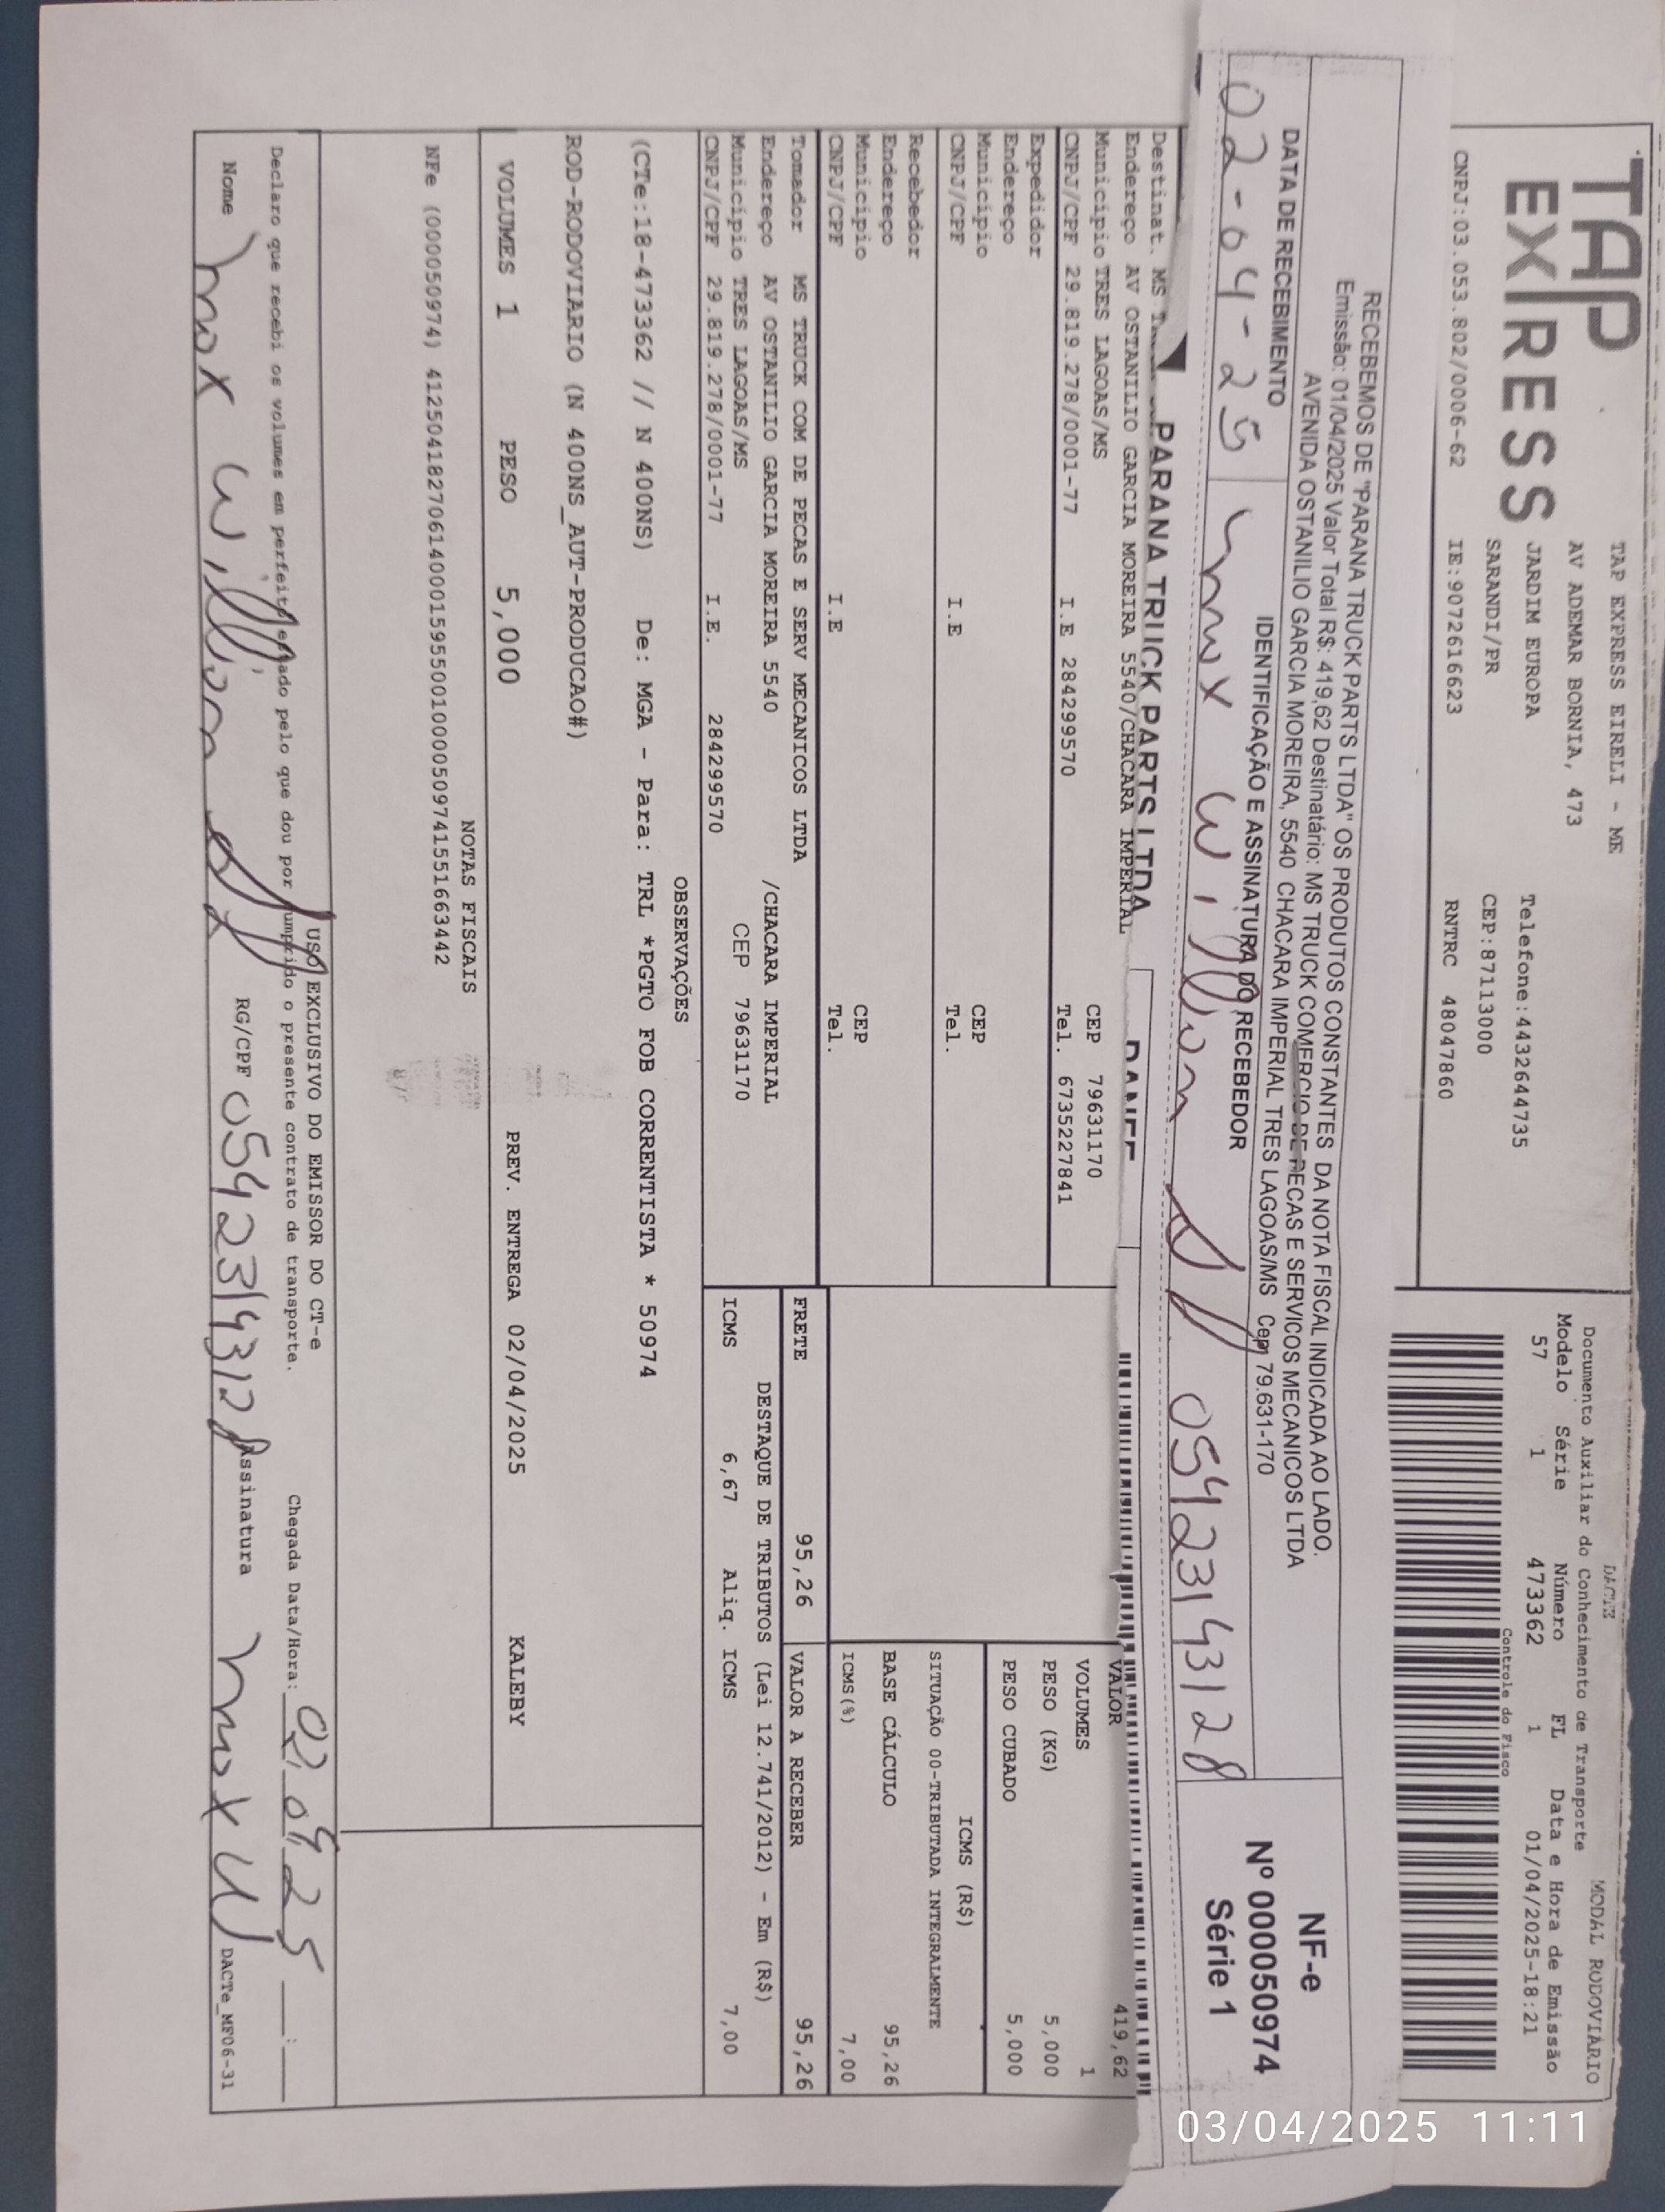 TAP
EXPRESS
CNPJ:03.053.802/0006-62
TAP EXPRESS EIRELI - ME
AV ADEMAR BORNIA, 473
JARDIM EUROPA
SARANDI/PR
IE:9072616623
Telefone:4432644735
CEP:87113000
RNTRC 48047860
DACTE
MODAL RODOVIÁRIO
Documento Auxiliar do Conhecimento de Transporte
Modelo Série Número FL Data e Hora de Emissão
57 1 473362 1 01/04/2025-18:21
Controle do Fisco
RECEBEMOS DE "PARANA TRUCK PARTS LTDA" OS PRODUTOS CONSTANTES DA NOTA FISCAL INDICADA AO LADO.
Emissão: 01/04/2025 Valor Total R$: 419,62 Destinatário: MS TRUCK COMERCIO DE PECAS E SERVICOS MECANICOS LTDA
AVENIDA OSTANILIO GARCIA MOREIRA, 5540 CHACARA IMPERIAL TRES LAGOAS/MS Cep 79.631-170
DATA DE RECEBIMENTO
IDENTIFICAÇÃO E ASSINATURA DO RECEBEDOR
02-04-25 max willian 05423143128
NF-e
Nº 000050974
Série 1
PARANA TRUCK PARTS LTDA
DANFE
Destinat. MS
Endereço AV OSTANILIO GARCIA MOREIRA 5540/CHACARA IMPERIAL
Município TRES LAGOAS/MS CEP 79631170
CNPJ/CPF 29.819.278/0001-77 I.E 284299570 Tel. 6735227841
Expedidor
Endereço
Município CEP
CNPJ/CPF I.E Tel.
Recebedor
Endereço
Município CEP
CNPJ/CPF I.E Tel.
VALOR 419,62
VOLUMES 1
PESO (KG) 5,000
PESO CUBADO 5,000
ICMS (R$)
SITUAÇÃO 00-TRIBUTADA INTEGRALMENTE
BASE CÁLCULO 95,26
ICMS(%) 7,00
Tomador MS TRUCK COM DE PECAS E SERV MECANICOS LTDA
Endereço AV OSTANILIO GARCIA MOREIRA 5540 /CHACARA IMPERIAL
Município TRES LAGOAS/MS CEP 79631170
CNPJ/CPF 29.819.278/0001-77 I.E. 284299570
FRETE 95,26 VALOR A RECEBER 95,26
DESTAQUE DE TRIBUTOS (Lei 12.741/2012) - Em (R$)
ICMS 6,67 Aliq. ICMS 7,00
OBSERVAÇÕES
(CTe:18-473362 // N 400NS) De: MGA - Para: TRL *PGTO FOB CORRENTISTA * 50974
ROD-RODOVIARIO (N 400NS_AUT-PRODUCAO#)
VOLUMES 1 PESO 5,000 PREV. ENTREGA 02/04/2025 KALEBY
NOTAS FISCAIS
NFe (000050974) 41250418270614000159550010000509741551663442
USO EXCLUSIVO DO EMISSOR DO CT-e
Declaro que recebi os volumes em perfeito estado pelo que dou por cumprido o presente contrato de transporte. Chegada Data/Hora: 02/04/25 __:__
Nome max willian RG/CPF 05423143128 Assinatura max W DACTe_MF06-31
03/04/2025 11:11